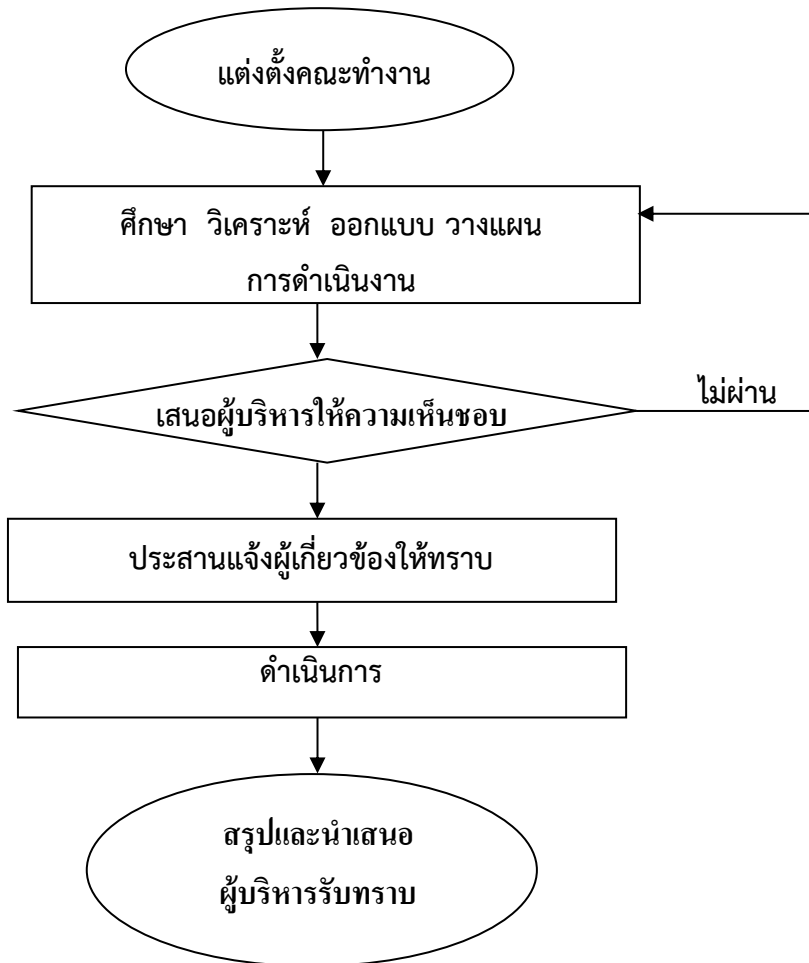 แต่งตั้งคณะทำงาน
ศึกษา วิเคราะห์ ออกแบบ วางแผน
การดำเนินงาน
เสนอผู้บริหารให้ความเห็นชอบ
ไม่ผ่าน
ประสานแจ้งผู้เกี่ยวข้องให้ทราบ
ดำเนินการ
สรุปและนำเสนอ
ผู้บริหารรับทราบ